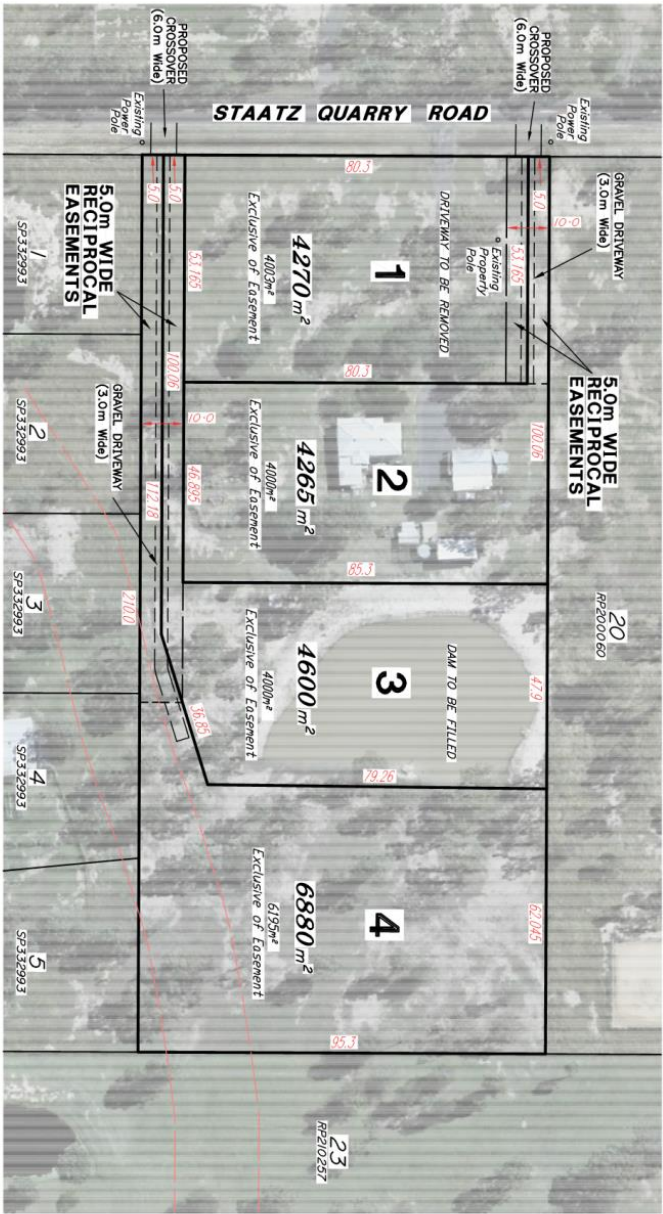 STAATZ QUARRY ROAD
PROPOSED
CROSSOVER
(6.0m Wide)
Existing
Power
Pole
PROPOSED
CROSSOVER
(6.0m Wide)
Existing
Power
Pole
GRAVEL DRIVEWAY
(3.0m Wide)
5.0
10·0
53.165
5.0m WIDE
RECIPROCAL
EASEMENTS
80.3
DRIVEWAY TO BE REMOVED
Existing
Property
Pole
1
4270m²
4003m²
Exclusive of Easement
53.165
80.3
5.0
5.0
5.0m WIDE
RECIPROCAL
EASEMENTS
100.06
100.06
2
4265m²
4000m²
Exclusive of Easement
46.895
10·0
112.18
GRAVEL DRIVEWAY
(3.0m Wide)
85.3
DAM TO BE FILLED
3
4600m²
4000m²
Exclusive of Easement
47.9
36.85
79.26
210.0
4
6880m²
6195m²
Exclusive of Easement
62.045
95.3
20
RP200060
23
RP210257
1
SP332993
2
SP332993
3
SP332993
4
SP332993
5
SP332993